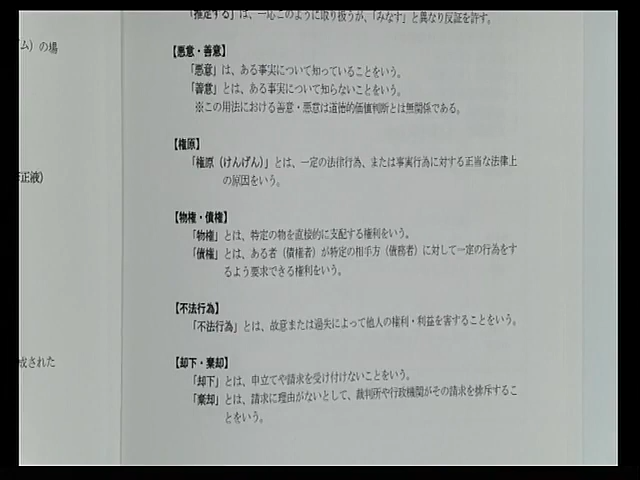 「推定する」は、一応このように取り扱うが、「みなす」と異なり反証を許す。
ム）の場
【悪意・善意】
「悪意」は、ある事実について知っていることをいう。
「善意」とは、ある事実について知らないことをいう。
※この用法における善意・悪意は道徳的価値判断とは無関係である。
【権原】
「権原（けんげん）」とは、一定の法律行為、または事実行為に対する正当な法律上
の原因をいう。
正液）
【物権・債権】
「物権」とは、特定の物を直接的に支配する権利をいう。
「債権」とは、ある者（債権者）が特定の相手方（債務者）に対して一定の行為をす
るよう要求できる権利をいう。
【不法行為】
「不法行為」とは、故意または過失によって他人の権利・利益を害することをいう。
成された
【却下・棄却】
「却下」とは、申立てや請求を受け付けないことをいう。
「棄却」とは、請求に理由がないとして、裁判所や行政機関がその請求を排斥するこ
とをいう。